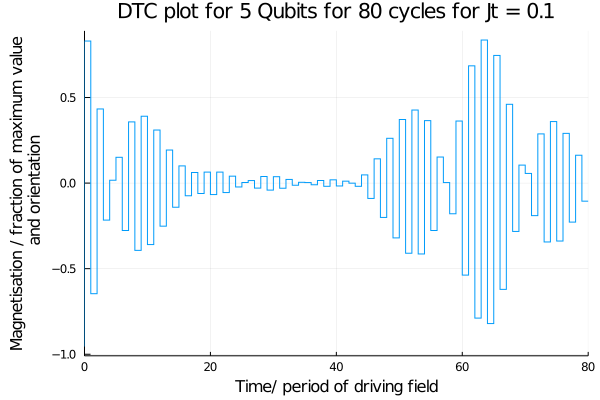 DTC plot for 5 Qubits for 80 cycles for Jt = 0.1
Magnetisation / fraction of maximum value
and orientation
0.5
0.0
−0.5
−1.0
0
20
40
60
80
Time/ period of driving field